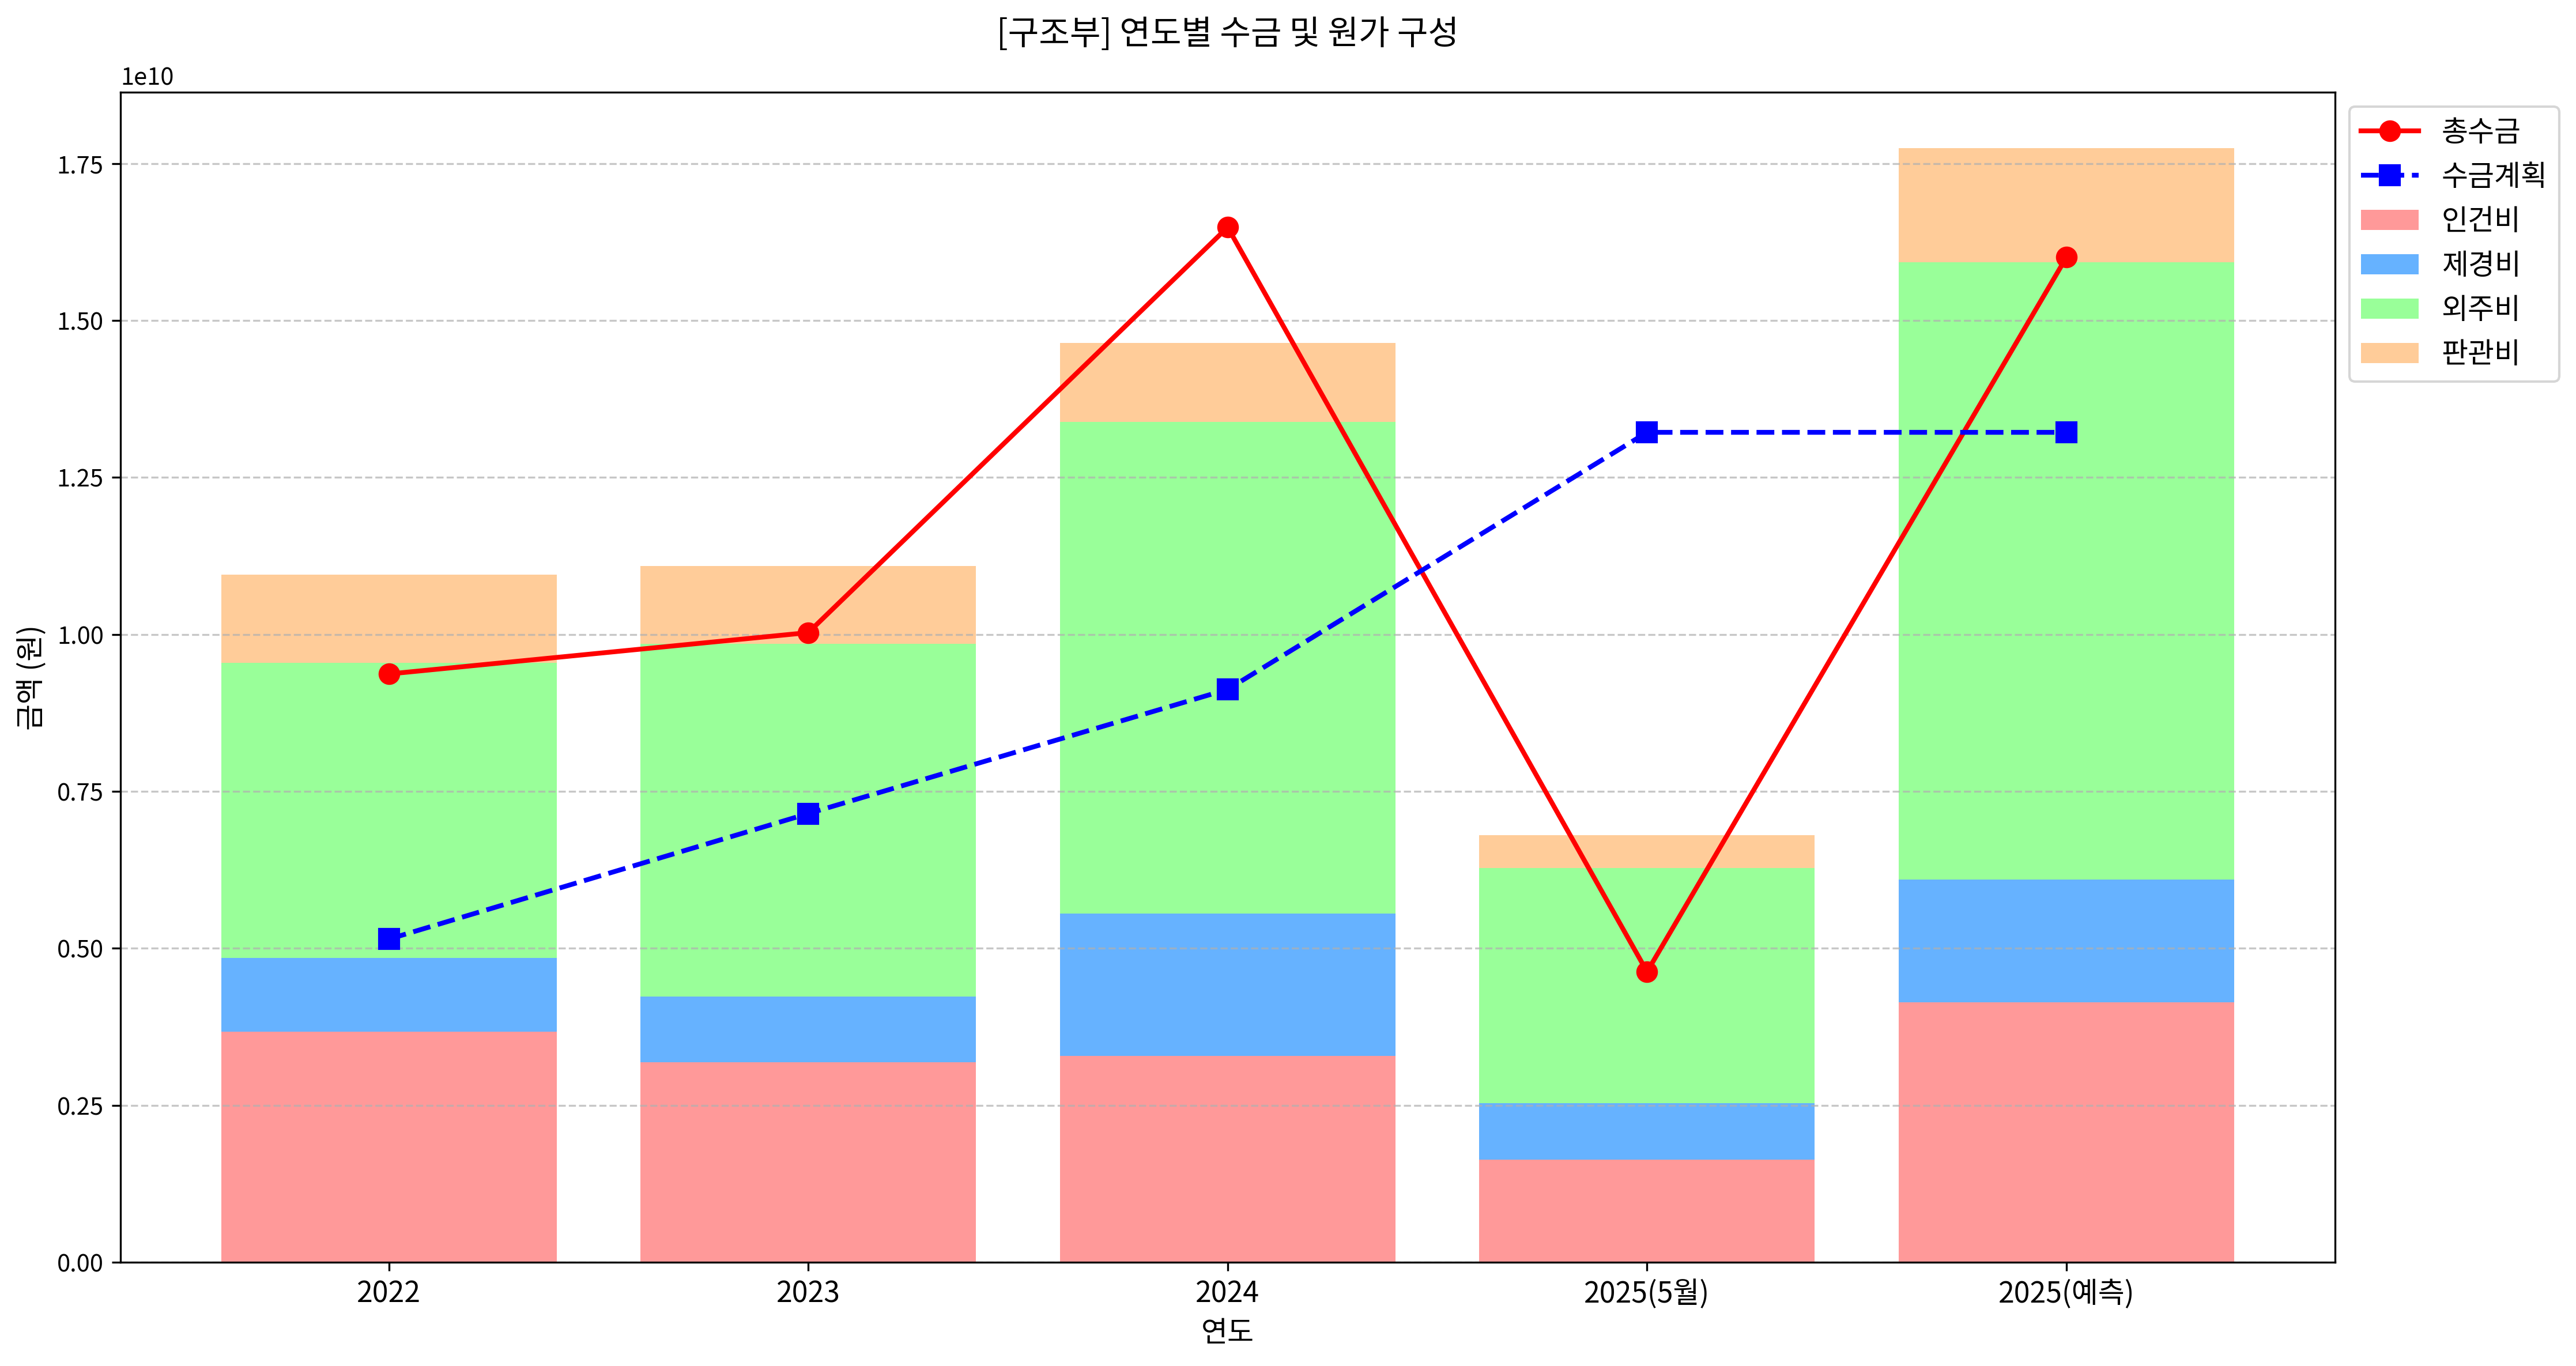 [구조부] 연도별 수금 및 원가 구성
1e10
1.75
1.50
1.25
1.00
0.75
0.50
0.25
0.00
금액 (원)
2022
2023
2024
2025(5월)
2025(예측)
연도
총수금
수금계획
인건비
제경비
외주비
판관비